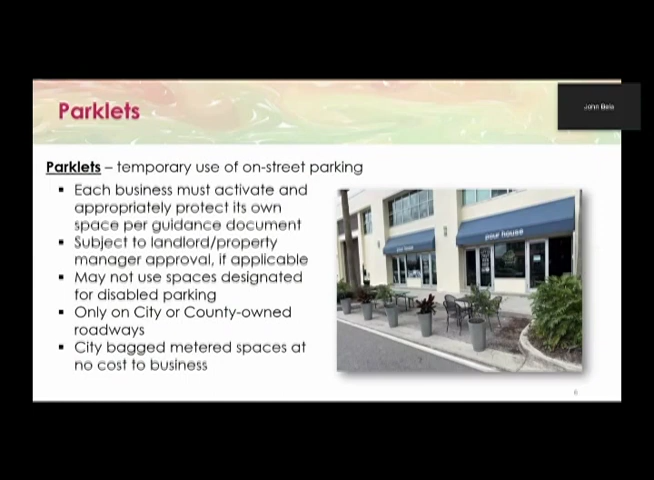 Parklets
John Bela
Parklets – temporary use of on-street parking
▪ Each business must activate and
appropriately protect its own
space per guidance document
▪ Subject to landlord/property
manager approval, if applicable
▪ May not use spaces designated
for disabled parking
▪ Only on City or County-owned
roadways
▪ City bagged metered spaces at
no cost to business
pour house
pour house
6